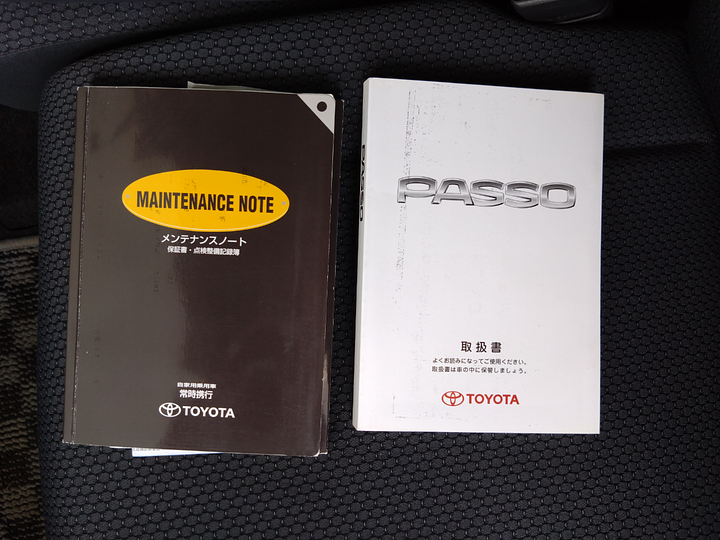 MAINTENANCE NOTE
メンテナンスノート
保証書・点検整備記録簿
自家用乗用車
常時携行
TOYOTA
PASSO
PASSO
取扱書
よくお読みになってご使用ください。
取扱書は車の中に保管しましょう。
TOYOTA